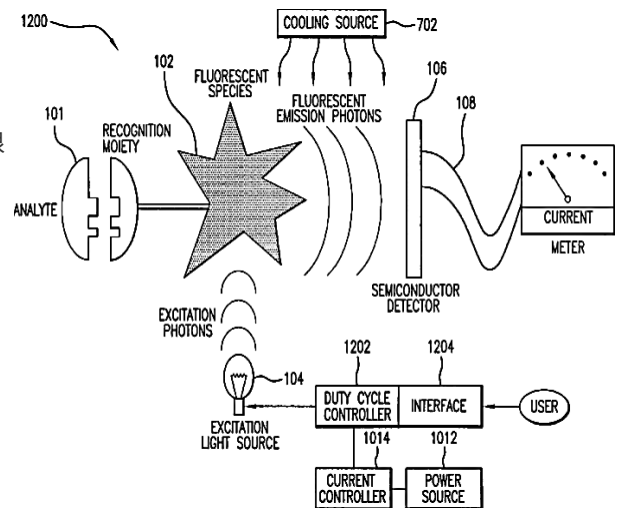 1200
COOLING SOURCE
702
102
FLUORESCENT
SPECIES
106
101
RECOGNITION
MOIETY
FLUORESCENT
EMISSION PHOTONS
108
ANALYTE
CURRENT
METER
SEMICONDUCTOR
DETECTOR
EXCITATION
PHOTONS
104
1202
1204
DUTY CYCLE
CONTROLLER
INTERFACE
USER
EXCITATION
LIGHT SOURCE
1014
1012
CURRENT
CONTROLLER
POWER
SOURCE